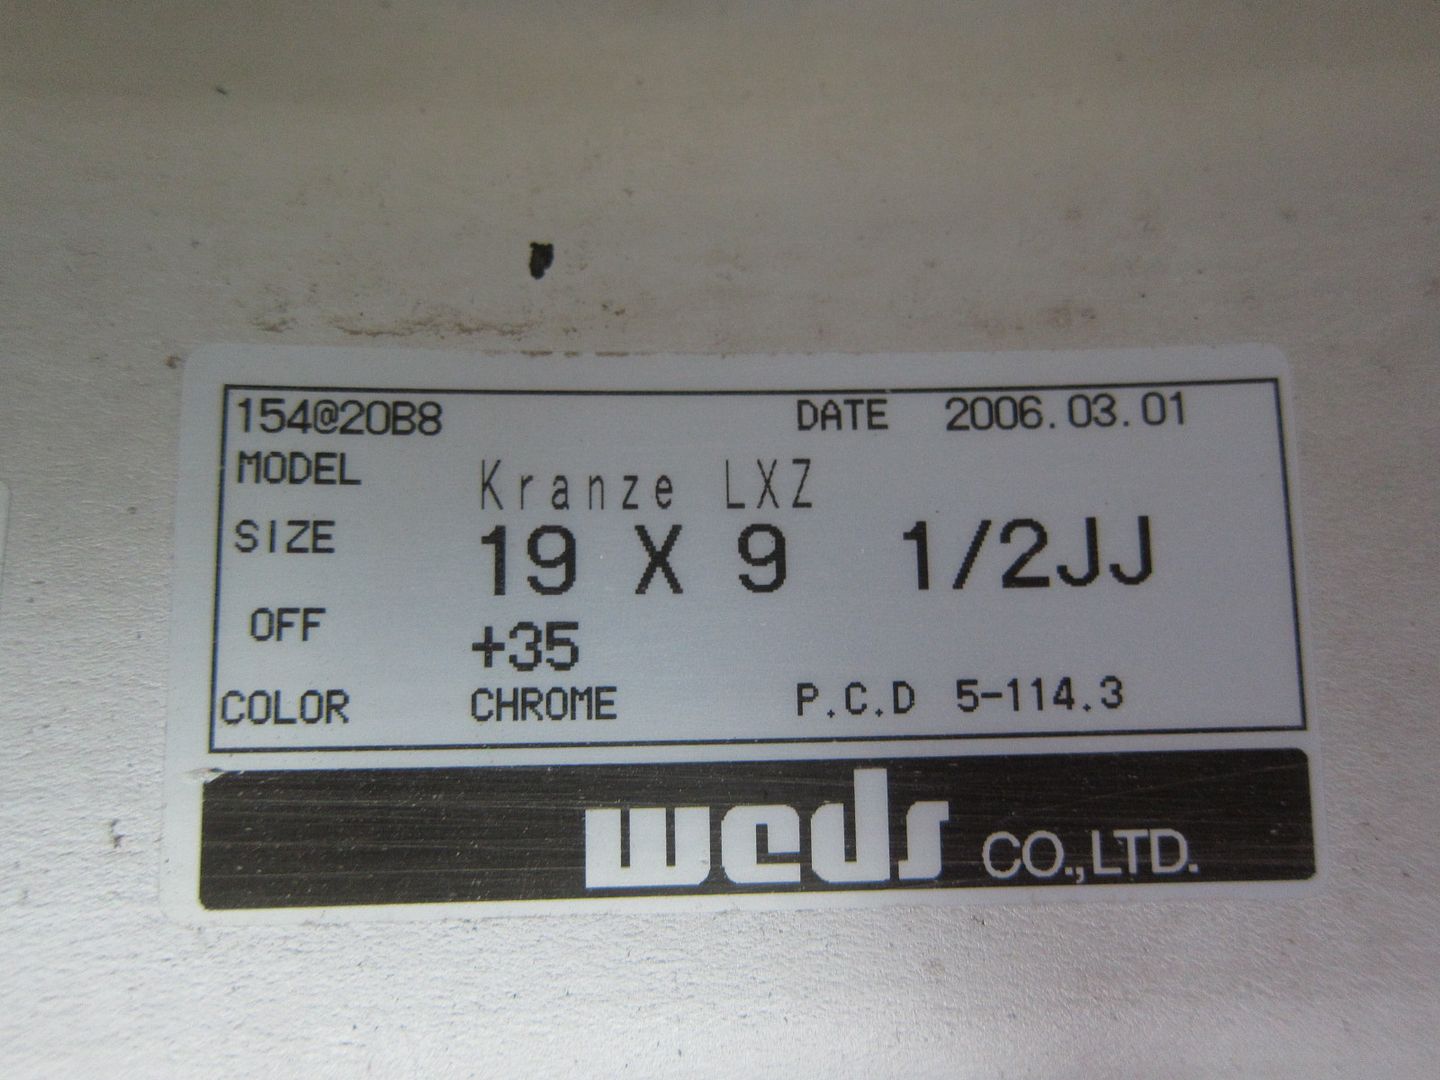 154@20B8 DATE 2006.03.01
MODEL Kranze LXZ
SIZE 19 X 9 1/2JJ
OFF +35
COLOR CHROME P.C.D 5-114.3
weds CO.,LTD.